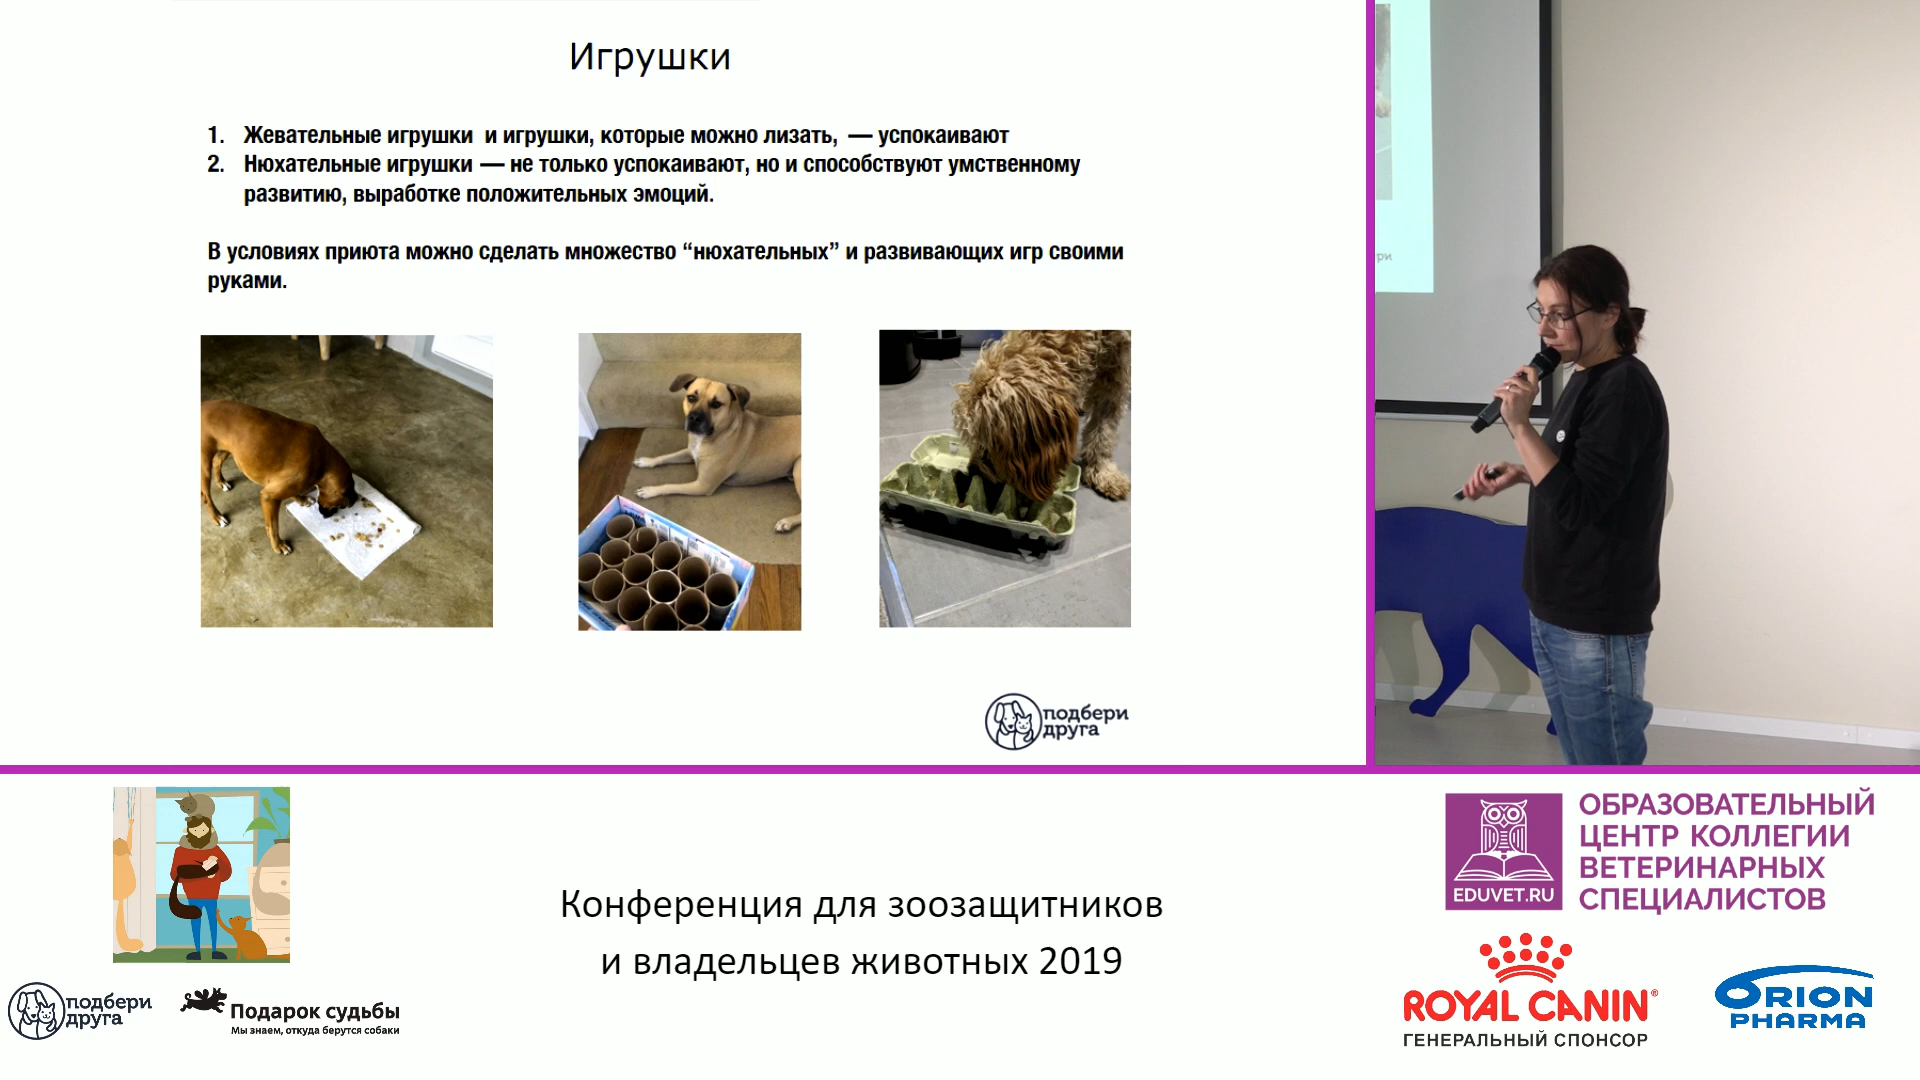 Игрушки
1. Жевательные игрушки и игрушки, которые можно лизать, — успокаивают
2. Нюхательные игрушки — не только успокаивают, но и способствуют умственному
развитию, выработке положительных эмоций.
В условиях приюта можно сделать множество “нюхательных” и развивающих игр своими
руками.
подбери
друга
ри
Конференция для зоозащитников
и владельцев животных 2019
подбери
друга
Подарок судьбы
Мы знаем, откуда берутся собаки
EDUVET.RU
ОБРАЗОВАТЕЛЬНЫЙ
ЦЕНТР КОЛЛЕГИИ
ВЕТЕРИНАРНЫХ
СПЕЦИАЛИСТОВ
ROYAL CANIN®
ГЕНЕРАЛЬНЫЙ СПОНСОР
ORION
PHARMA